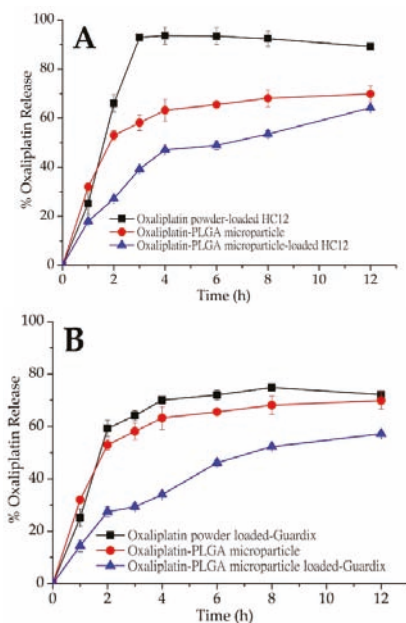 A
100
80
60
40
20
0
% Oxaliplatin Release
Oxaliplatin powder-loaded HC12
Oxaliplatin-PLGA microparticle
Oxaliplatin-PLGA microparticle-loaded HC12
0 2 4 6 8 10 12
Time (h)
B
100
80
60
40
20
0
% Oxaliplatin Release
Oxaliplatin powder loaded-Guardix
Oxaliplatin-PLGA microparticle
Oxaliplatin-PLGA microparticle loaded-Guardix
0 2 4 6 8 10 12
Time (h)